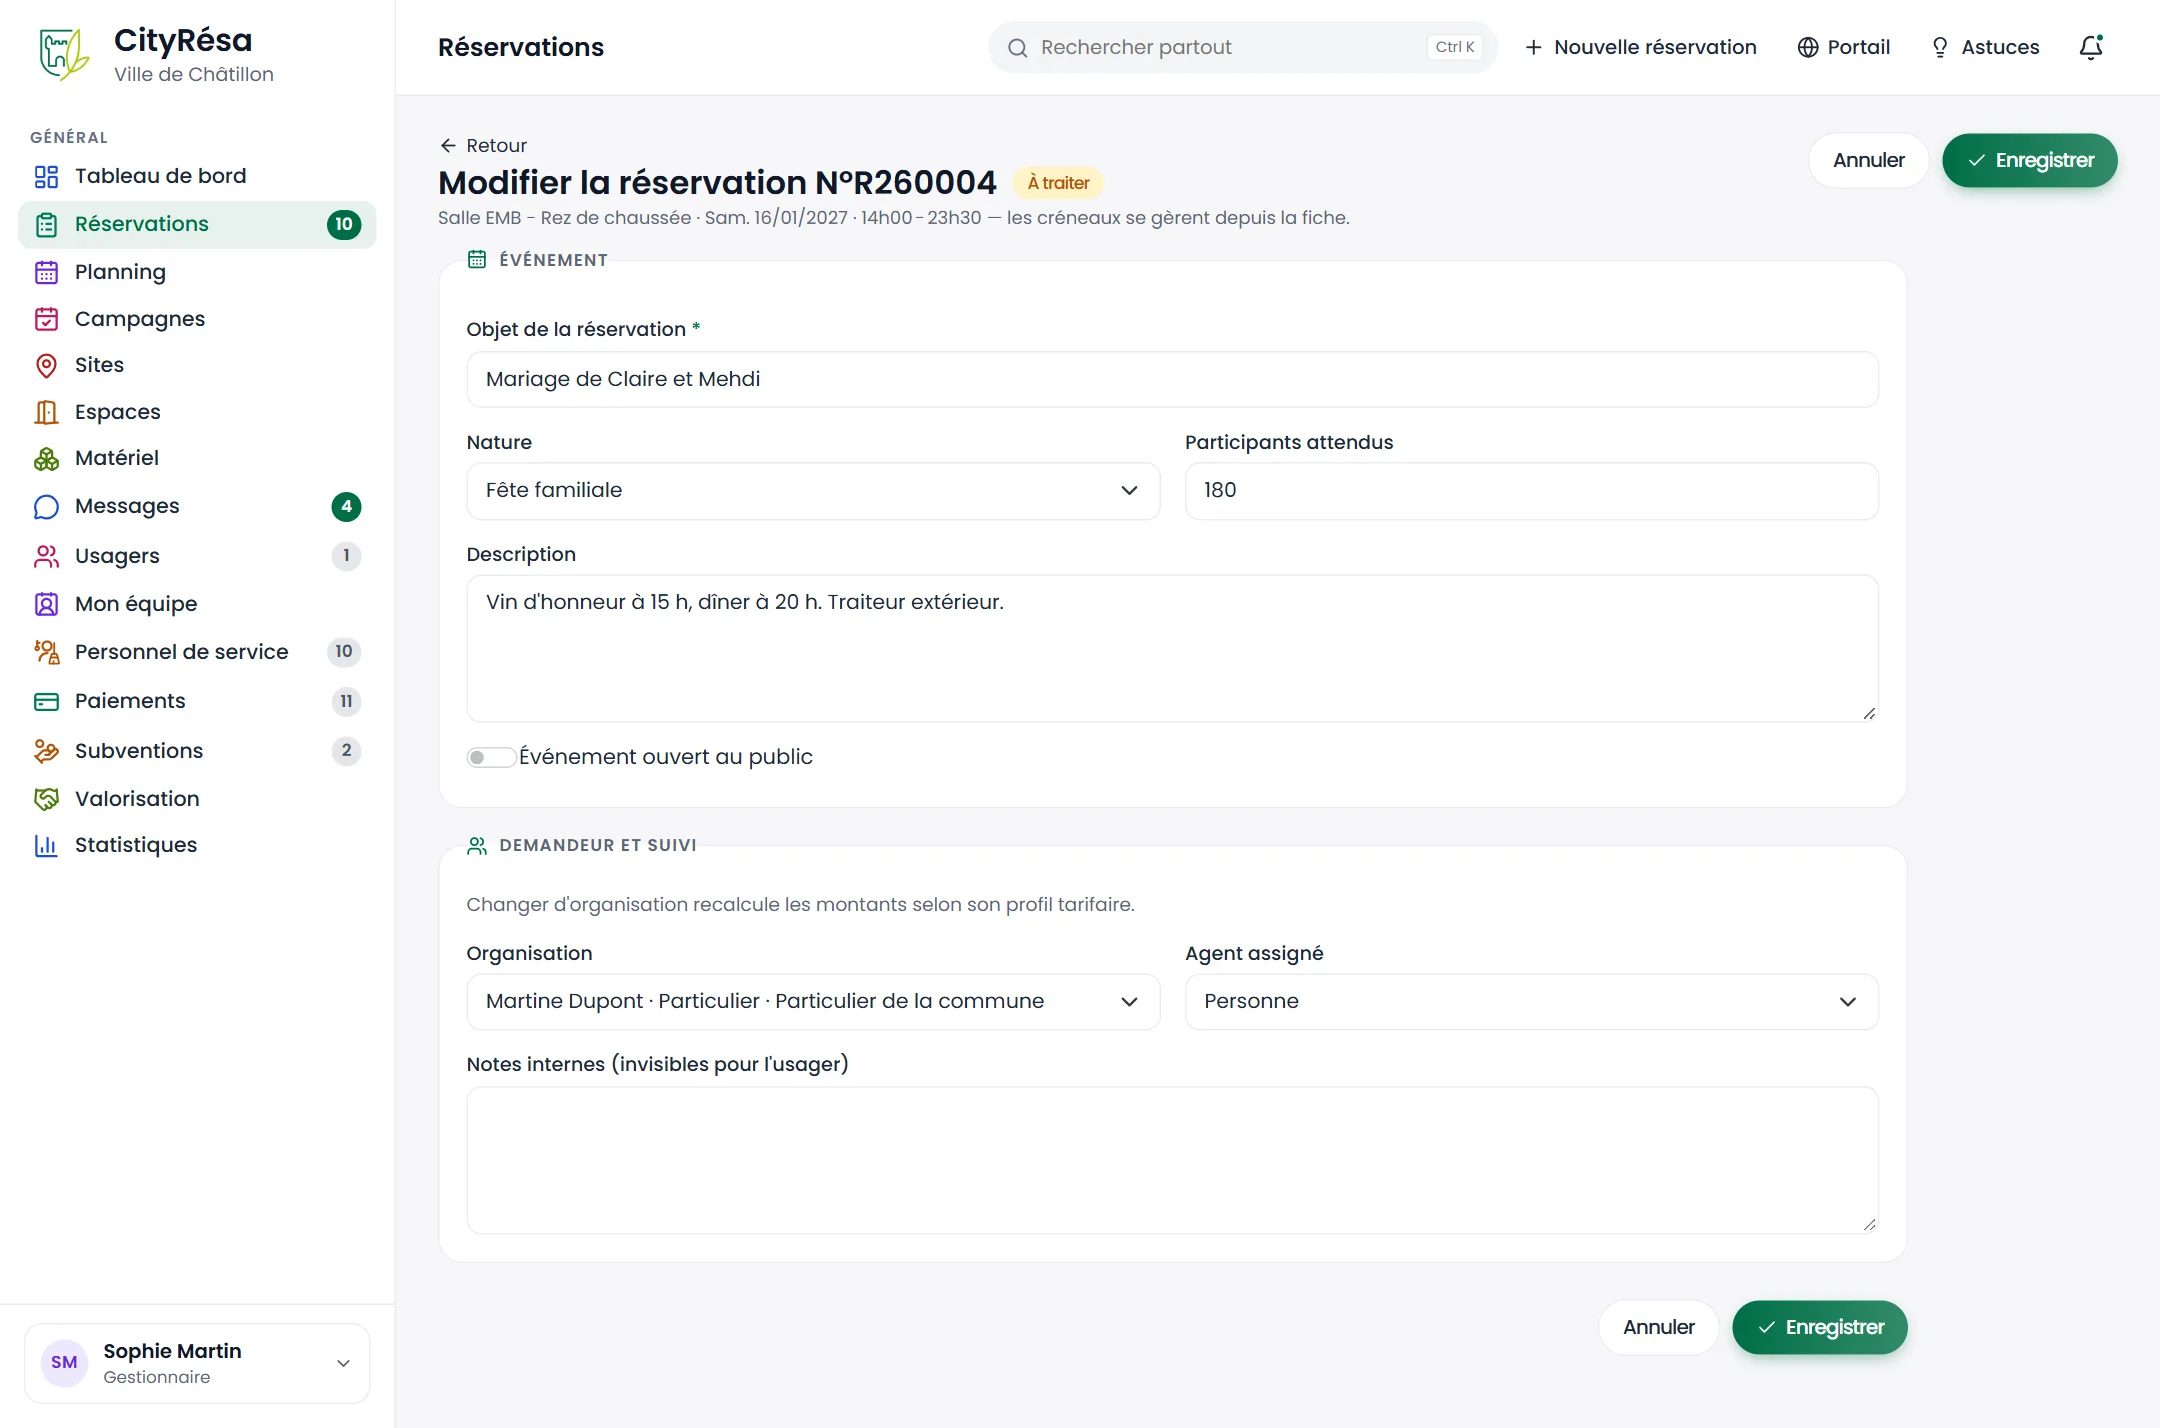 CityRésa
Ville de Châtillon
GÉNÉRAL
Tableau de bord
Réservations 10
Planning
Campagnes
Sites
Espaces
Matériel
Messages 4
Usagers 1
Mon équipe
Personnel de service 10
Paiements 11
Subventions 2
Valorisation
Statistiques
SM
Sophie Martin
Gestionnaire
Réservations
Rechercher partout Ctrl K
Nouvelle réservation
Portail
Astuces
Retour
Modifier la réservation N°R260004 À traiter
Salle EMB - Rez de chaussée · Sam. 16/01/2027 · 14h00 - 23h30 — les créneaux se gèrent depuis la fiche.
Annuler
Enregistrer
ÉVÉNEMENT
Objet de la réservation *
Mariage de Claire et Mehdi
Nature
Fête familiale
Participants attendus
180
Description
Vin d'honneur à 15 h, dîner à 20 h. Traiteur extérieur.
Événement ouvert au public
DEMANDEUR ET SUIVI
Changer d'organisation recalcule les montants selon son profil tarifaire.
Organisation
Martine Dupont · Particulier · Particulier de la commune
Agent assigné
Personne
Notes internes (invisibles pour l'usager)
Annuler
Enregistrer